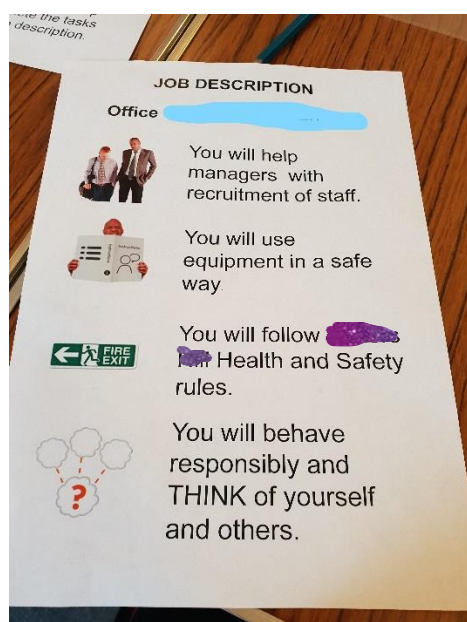 the tasks
description.
JOB DESCRIPTION
Office
You will help
managers with
recruitment of staff.
You will use
equipment in a safe
way.
You will follow
Health and Safety
rules.
FIRE
EXIT
You will behave
responsibly and
THINK of yourself
and others.
?